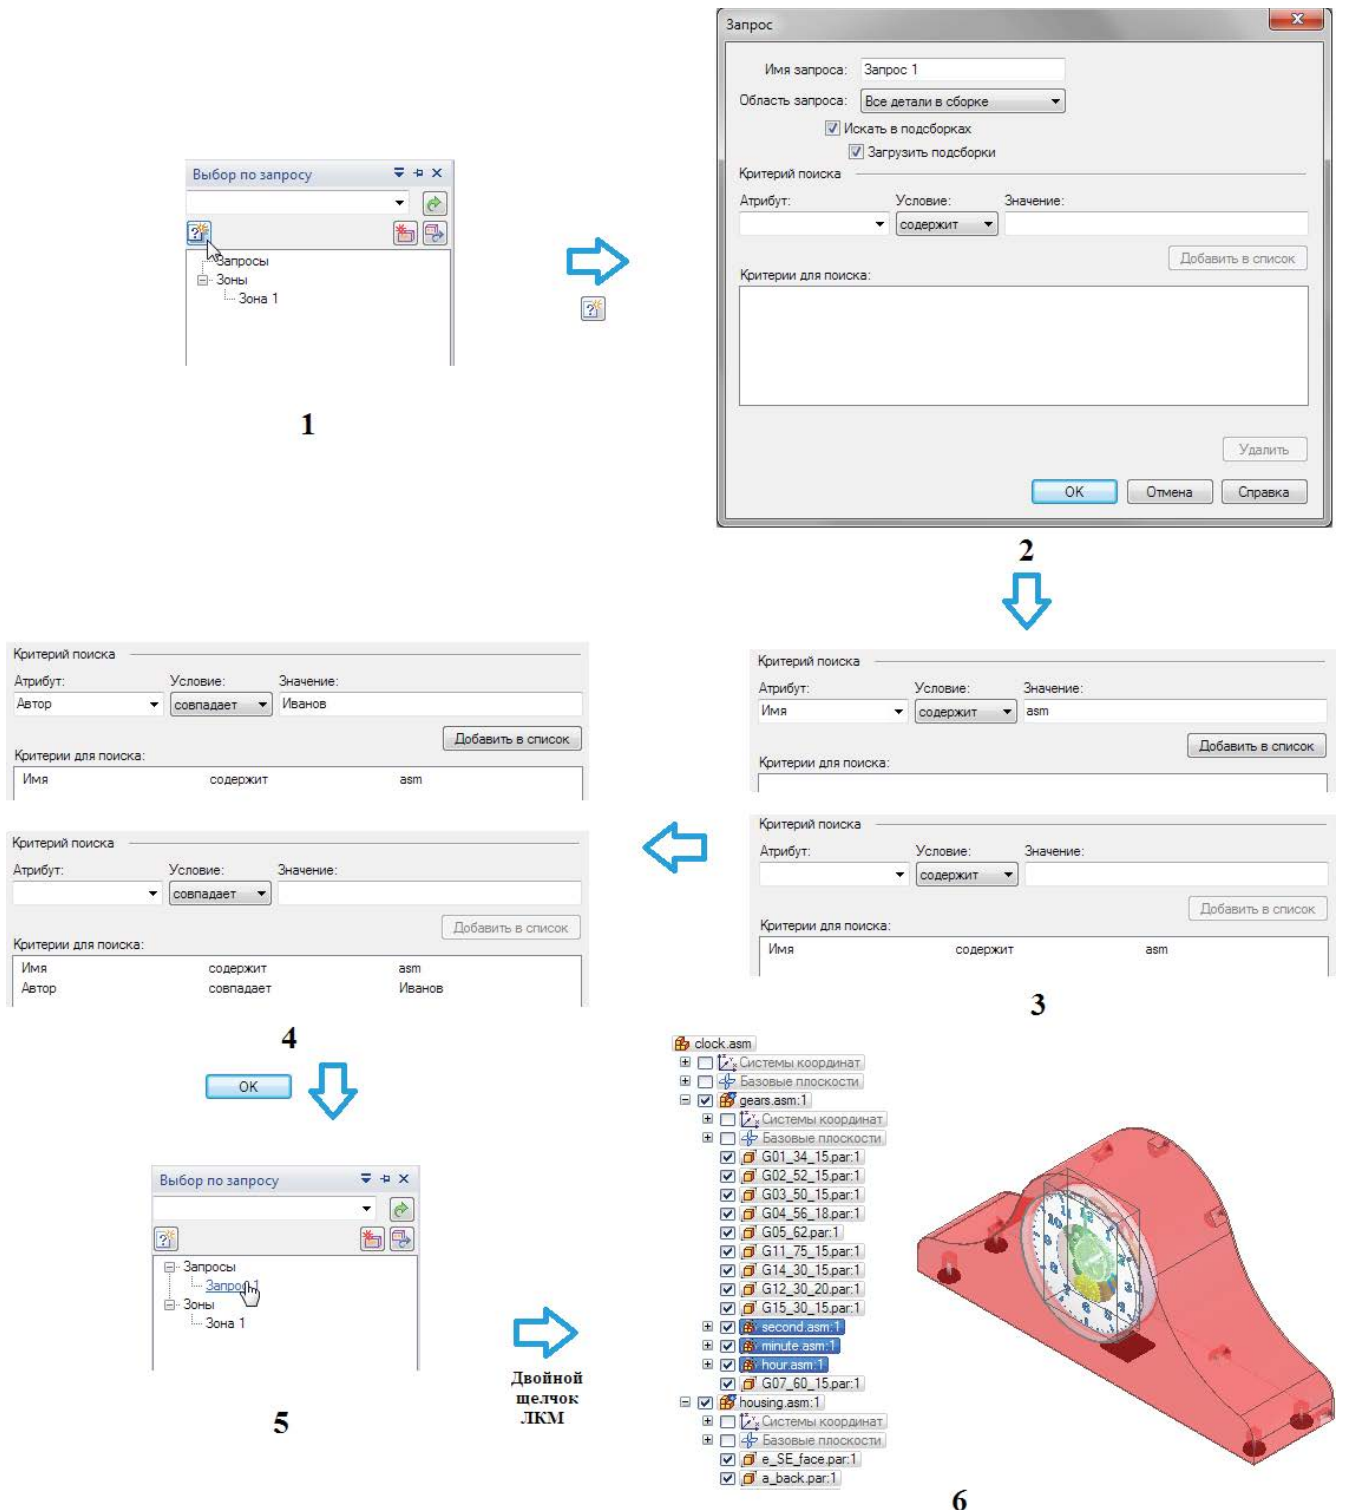 Выбор по запросу
Запросы
Зоны
Зона 1
1
Запрос
Имя запроса: Запрос 1
Область запроса: Все детали в сборке
Искать в подсборках
Загрузить подсборки
Критерий поиска
Атрибут: Условие: Значение:
содержит
Добавить в список
Критерии для поиска:
Удалить
OK Отмена Справка
2
Критерий поиска
Атрибут: Условие: Значение:
Имя содержит asm
Добавить в список
Критерии для поиска:
Критерий поиска
Атрибут: Условие: Значение:
содержит
Добавить в список
Критерии для поиска:
Имя содержит asm
3
Критерий поиска
Атрибут: Условие: Значение:
Автор совпадает Иванов
Добавить в список
Критерии для поиска:
Имя содержит asm
Критерий поиска
Атрибут: Условие: Значение:
совпадает
Добавить в список
Критерии для поиска:
Имя содержит asm
Автор совпадает Иванов
4
OK
Выбор по запросу
Запросы
Запрос 1
Зоны
Зона 1
5
Двойной
щелчок
ЛКМ
clock.asm
Системы координат
Базовые плоскости
gears.asm:1
Системы координат
Базовые плоскости
G01_34_15.par:1
G02_52_15.par:1
G03_50_15.par:1
G04_56_18.par:1
G05_62.par:1
G11_75_15.par:1
G14_30_15.par:1
G12_30_20.par:1
G15_30_15.par:1
second.asm:1
minute.asm:1
hour.asm:1
G07_60_15.par:1
housing.asm:1
Системы координат
Базовые плоскости
e_SE_face.par:1
a_back.par:1
6